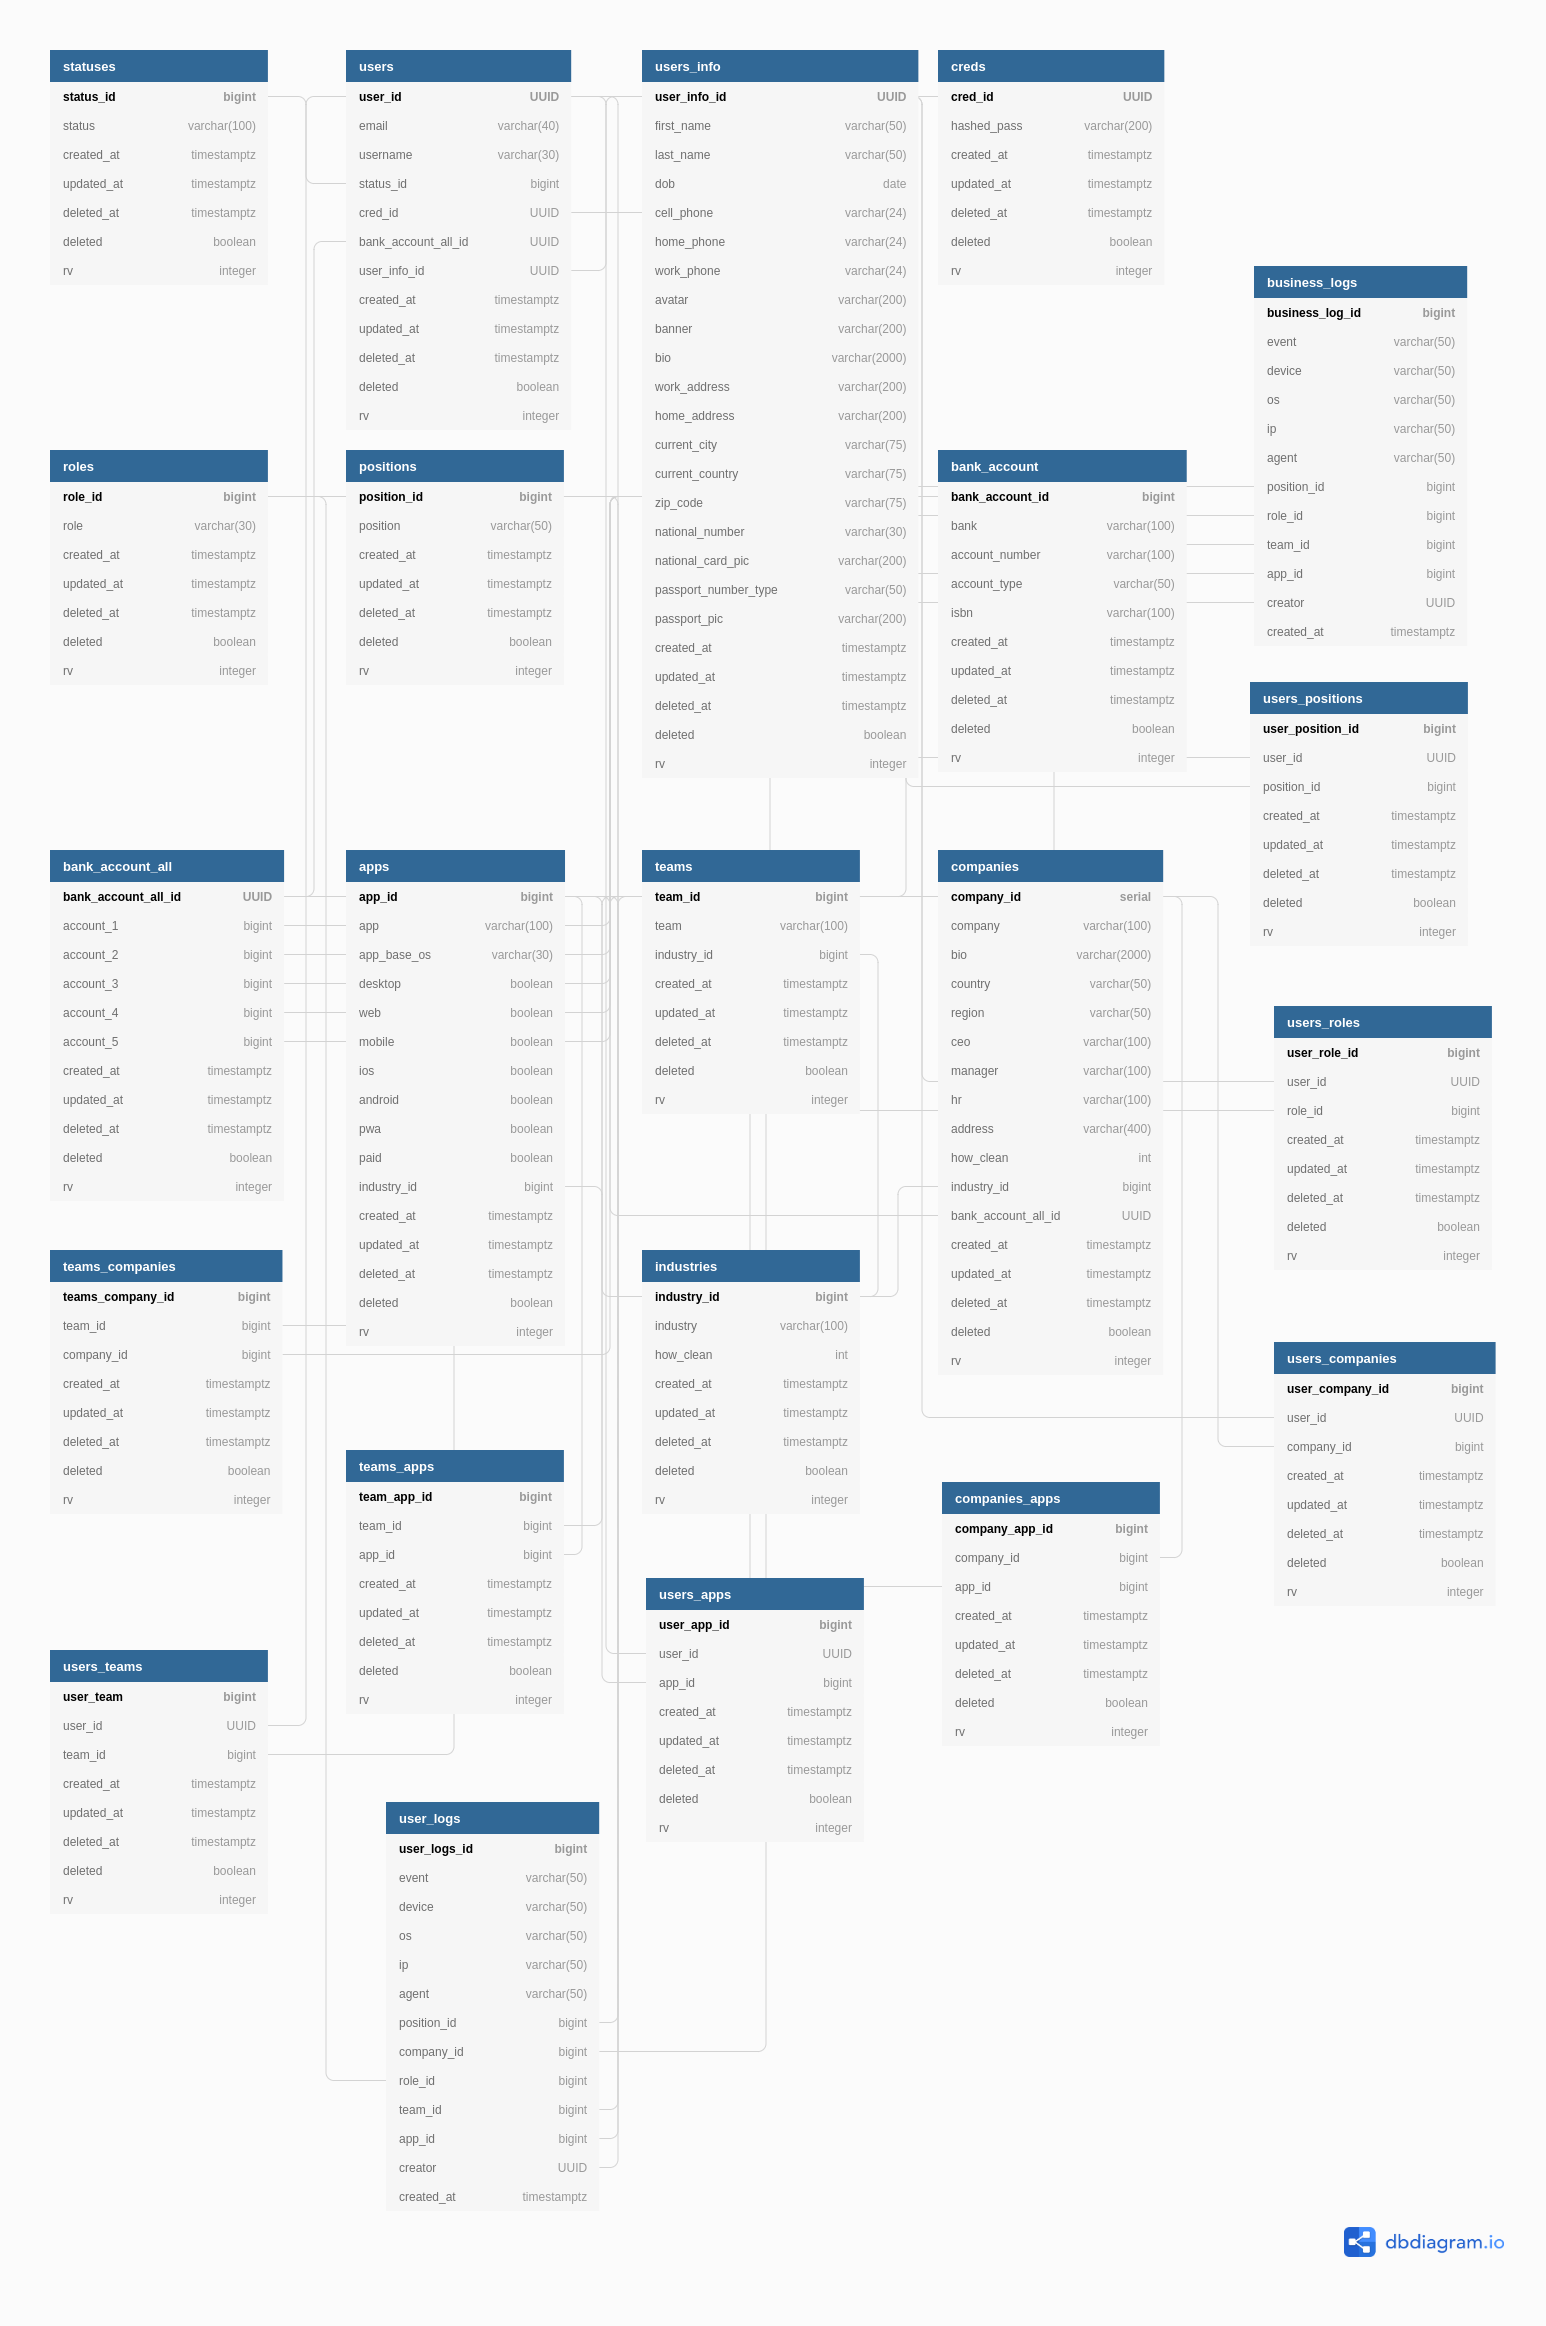 statuses
status_id bigint
status varchar(100)
created_at timestamptz
updated_at timestamptz
deleted_at timestamptz
deleted boolean
rv integer
users
user_id UUID
email varchar(40)
username varchar(30)
status_id bigint
cred_id UUID
bank_account_all_id UUID
user_info_id UUID
created_at timestamptz
updated_at timestamptz
deleted_at timestamptz
deleted boolean
rv integer
users_info
user_info_id UUID
first_name varchar(50)
last_name varchar(50)
dob date
cell_phone varchar(24)
home_phone varchar(24)
work_phone varchar(24)
avatar varchar(200)
banner varchar(200)
bio varchar(2000)
work_address varchar(200)
home_address varchar(200)
current_city varchar(75)
current_country varchar(75)
zip_code varchar(75)
national_number varchar(30)
national_card_pic varchar(200)
passport_number_type varchar(50)
passport_pic varchar(200)
created_at timestamptz
updated_at timestamptz
deleted_at timestamptz
deleted boolean
rv integer
creds
cred_id UUID
hashed_pass varchar(200)
created_at timestamptz
updated_at timestamptz
deleted_at timestamptz
deleted boolean
rv integer
business_logs
business_log_id bigint
event varchar(50)
device varchar(50)
os varchar(50)
ip varchar(50)
agent varchar(50)
position_id bigint
role_id bigint
team_id bigint
app_id bigint
creator UUID
created_at timestamptz
roles
role_id bigint
role varchar(30)
created_at timestamptz
updated_at timestamptz
deleted_at timestamptz
deleted boolean
rv integer
positions
position_id bigint
position varchar(50)
created_at timestamptz
updated_at timestamptz
deleted_at timestamptz
deleted boolean
rv integer
bank_account
bank_account_id bigint
bank varchar(100)
account_number varchar(100)
account_type varchar(50)
isbn varchar(100)
created_at timestamptz
updated_at timestamptz
deleted_at timestamptz
deleted boolean
rv integer
users_positions
user_position_id bigint
user_id UUID
position_id bigint
created_at timestamptz
updated_at timestamptz
deleted_at timestamptz
deleted boolean
rv integer
bank_account_all
bank_account_all_id UUID
account_1 bigint
account_2 bigint
account_3 bigint
account_4 bigint
account_5 bigint
created_at timestamptz
updated_at timestamptz
deleted_at timestamptz
deleted boolean
rv integer
apps
app_id bigint
app varchar(100)
app_base_os varchar(30)
desktop boolean
web boolean
mobile boolean
ios boolean
android boolean
pwa boolean
paid boolean
industry_id bigint
created_at timestamptz
updated_at timestamptz
deleted_at timestamptz
deleted boolean
rv integer
teams
team_id bigint
team varchar(100)
industry_id bigint
created_at timestamptz
updated_at timestamptz
deleted_at timestamptz
deleted boolean
rv integer
companies
company_id serial
company varchar(100)
bio varchar(2000)
country varchar(50)
region varchar(50)
ceo varchar(100)
manager varchar(100)
hr varchar(100)
address varchar(400)
how_clean int
industry_id bigint
bank_account_all_id UUID
created_at timestamptz
updated_at timestamptz
deleted_at timestamptz
deleted boolean
rv integer
users_roles
user_role_id bigint
user_id UUID
role_id bigint
created_at timestamptz
updated_at timestamptz
deleted_at timestamptz
deleted boolean
rv integer
teams_companies
teams_company_id bigint
team_id bigint
company_id bigint
created_at timestamptz
updated_at timestamptz
deleted_at timestamptz
deleted boolean
rv integer
industries
industry_id bigint
industry varchar(100)
how_clean int
created_at timestamptz
updated_at timestamptz
deleted_at timestamptz
deleted boolean
rv integer
users_companies
user_company_id bigint
user_id UUID
company_id bigint
created_at timestamptz
updated_at timestamptz
deleted_at timestamptz
deleted boolean
rv integer
teams_apps
team_app_id bigint
team_id bigint
app_id bigint
created_at timestamptz
updated_at timestamptz
deleted_at timestamptz
deleted boolean
rv integer
companies_apps
company_app_id bigint
company_id bigint
app_id bigint
created_at timestamptz
updated_at timestamptz
deleted_at timestamptz
deleted boolean
rv integer
users_apps
user_app_id bigint
user_id UUID
app_id bigint
created_at timestamptz
updated_at timestamptz
deleted_at timestamptz
deleted boolean
rv integer
users_teams
user_team bigint
user_id UUID
team_id bigint
created_at timestamptz
updated_at timestamptz
deleted_at timestamptz
deleted boolean
rv integer
user_logs
user_logs_id bigint
event varchar(50)
device varchar(50)
os varchar(50)
ip varchar(50)
agent varchar(50)
position_id bigint
company_id bigint
role_id bigint
team_id bigint
app_id bigint
creator UUID
created_at timestamptz
dbdiagram.io